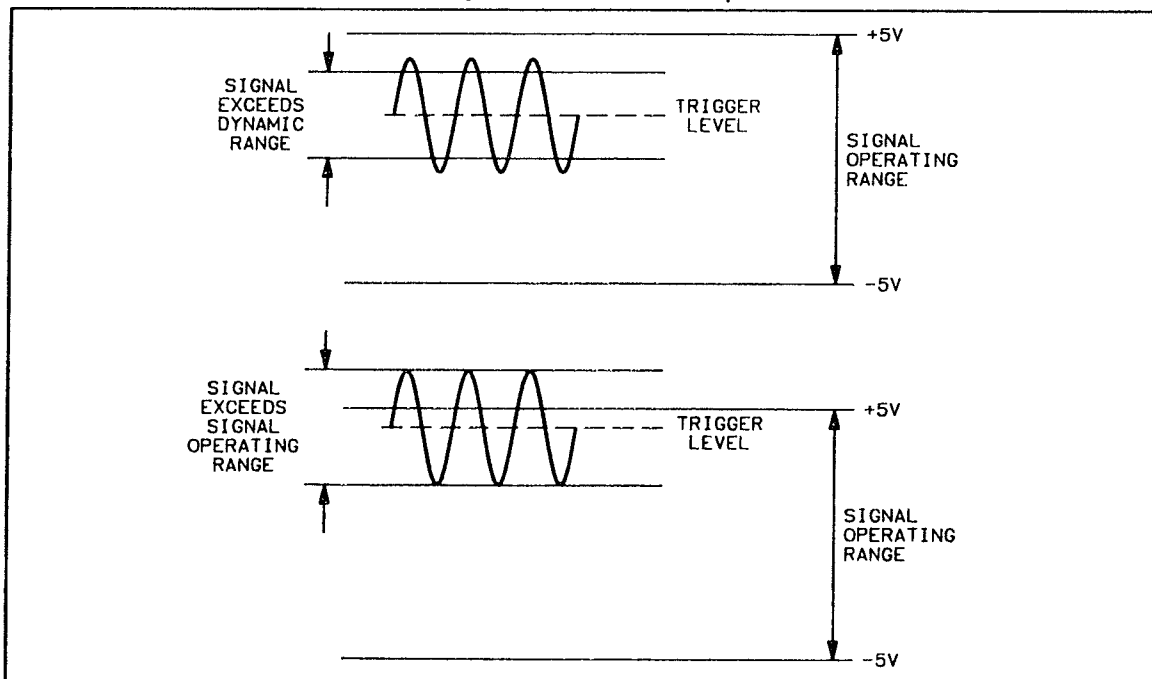 +5V
SIGNAL
EXCEEDS
DYNAMIC
RANGE
TRIGGER
LEVEL
SIGNAL
OPERATING
RANGE
-5V
SIGNAL
EXCEEDS
SIGNAL
OPERATING
RANGE
+5V
TRIGGER
LEVEL
SIGNAL
OPERATING
RANGE
-5V